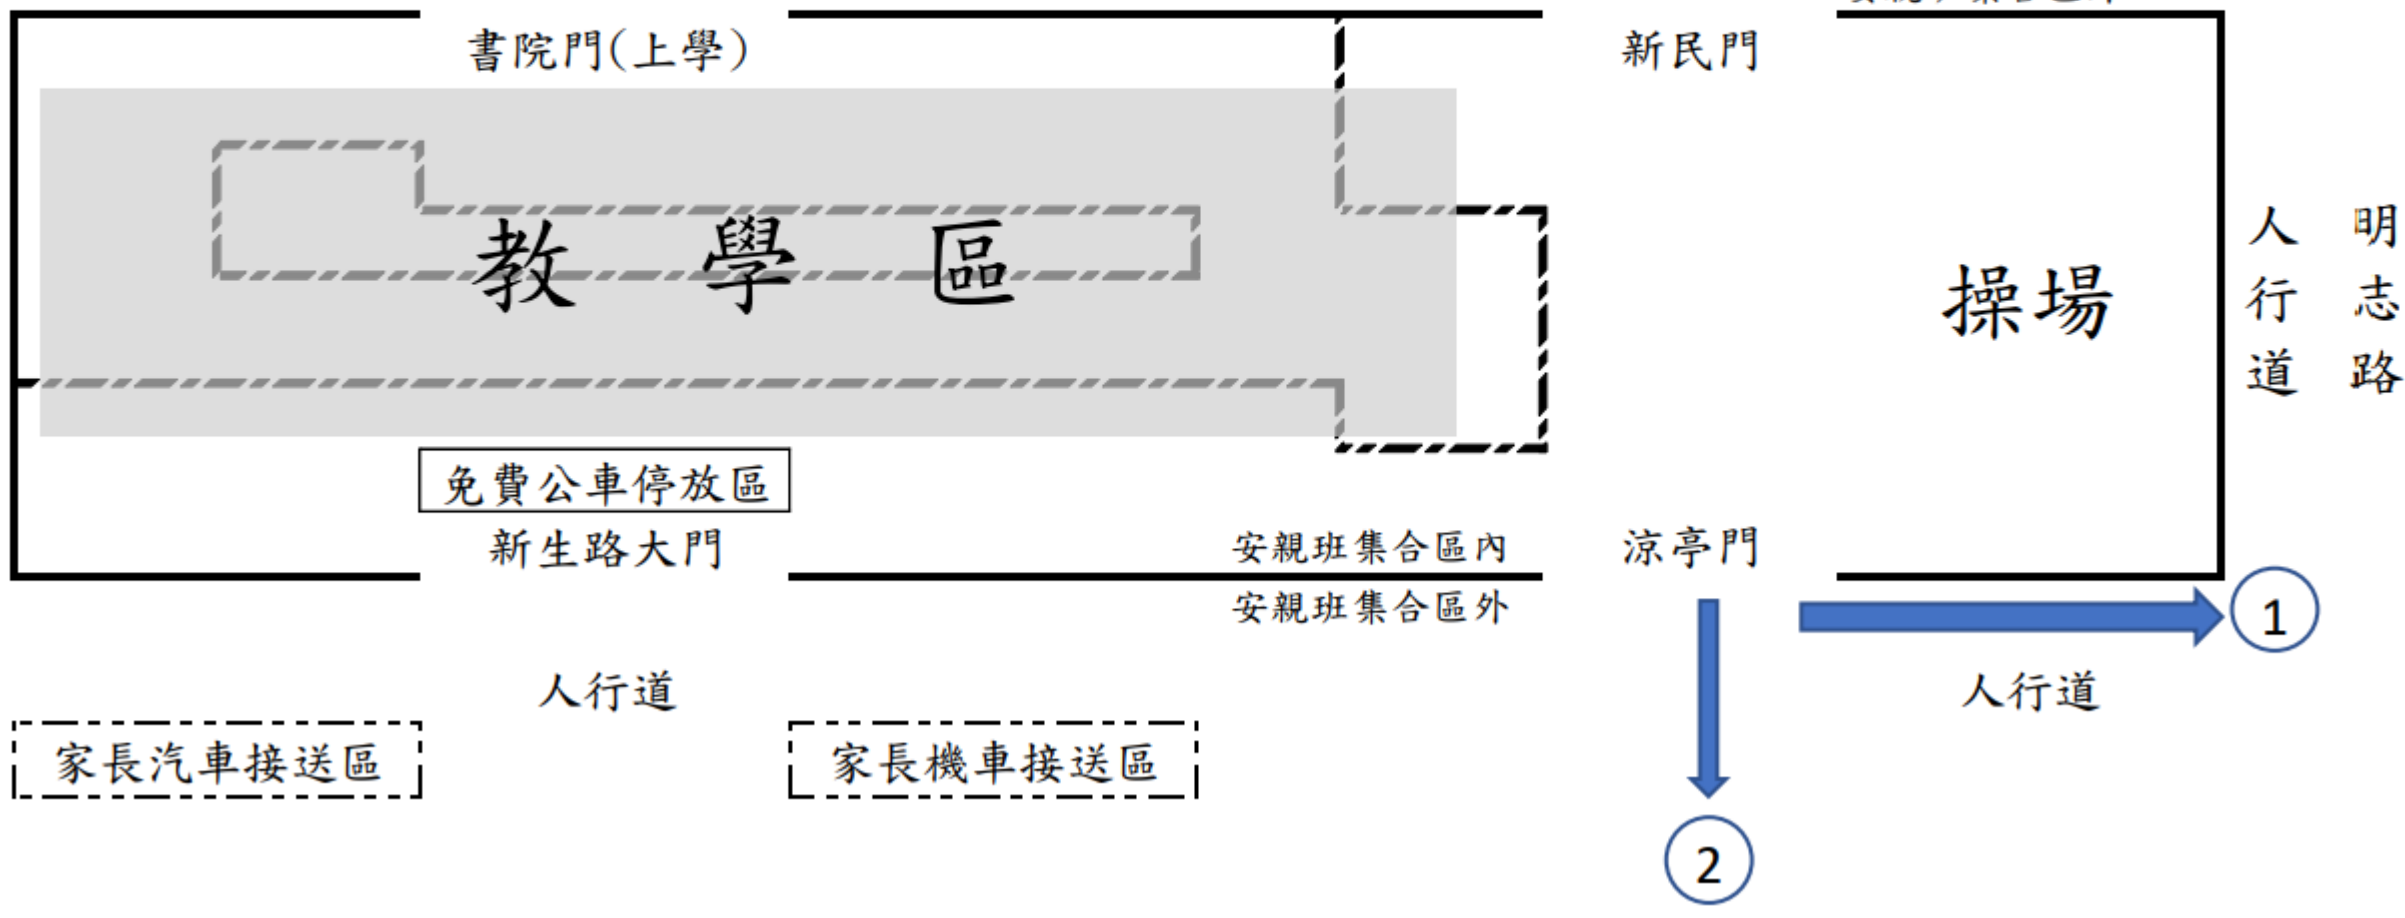 書院門(上學)
新民門
教學區
操場
人行道
明志路
免費公車停放區
新生路大門
安親班集合區內
涼亭門
安親班集合區外
1
人行道
人行道
家長汽車接送區
家長機車接送區
2